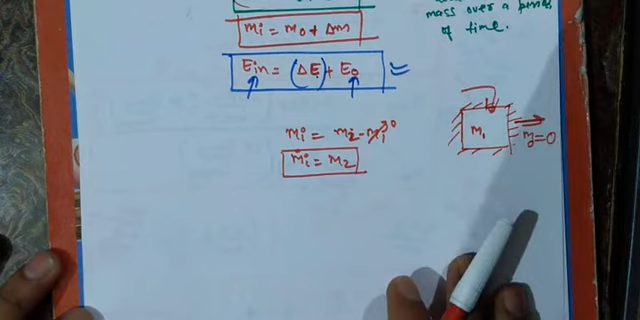 mass over a period
of time.
mi = mo + Δm
Ein = (ΔE) + Eo
mi = m2 - m1 0
mi = m2
m1
m2=0